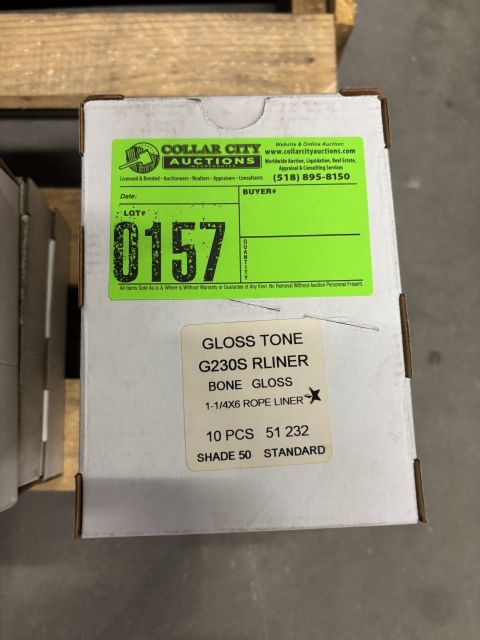 COLLAR CITY
AUCTIONS
Website & Online Auction:
www.collarcityauctions.com
Worldwide Auction, Liquidation, Real Estate,
Appraisal & Consulting Services
Licensed & Bonded • Auctioneers • Realtors • Appraisers • Consultants
(518) 895-8150
Date:
BUYER#
LOT#
0157
QUANTITY
All Items Sold As Is & Where is Without Warranty or Guarantee of Any Kind. No Removal Without Auction Personnel Present.
GLOSS TONE
G230S RLINER
BONE GLOSS
1-1/4X6 ROPE LINER
10 PCS 51 232
SHADE 50 STANDARD